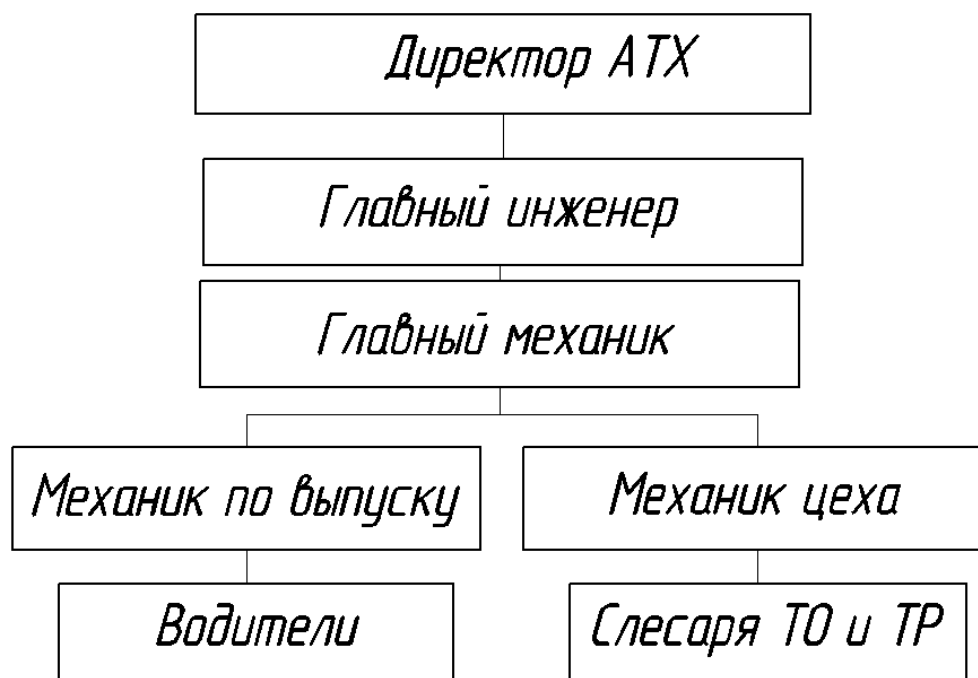 Директор АТХ
Главный инженер
Главный механик
Механик по выпуску
Механик цеха
Водители
Слесаря ТО и ТР